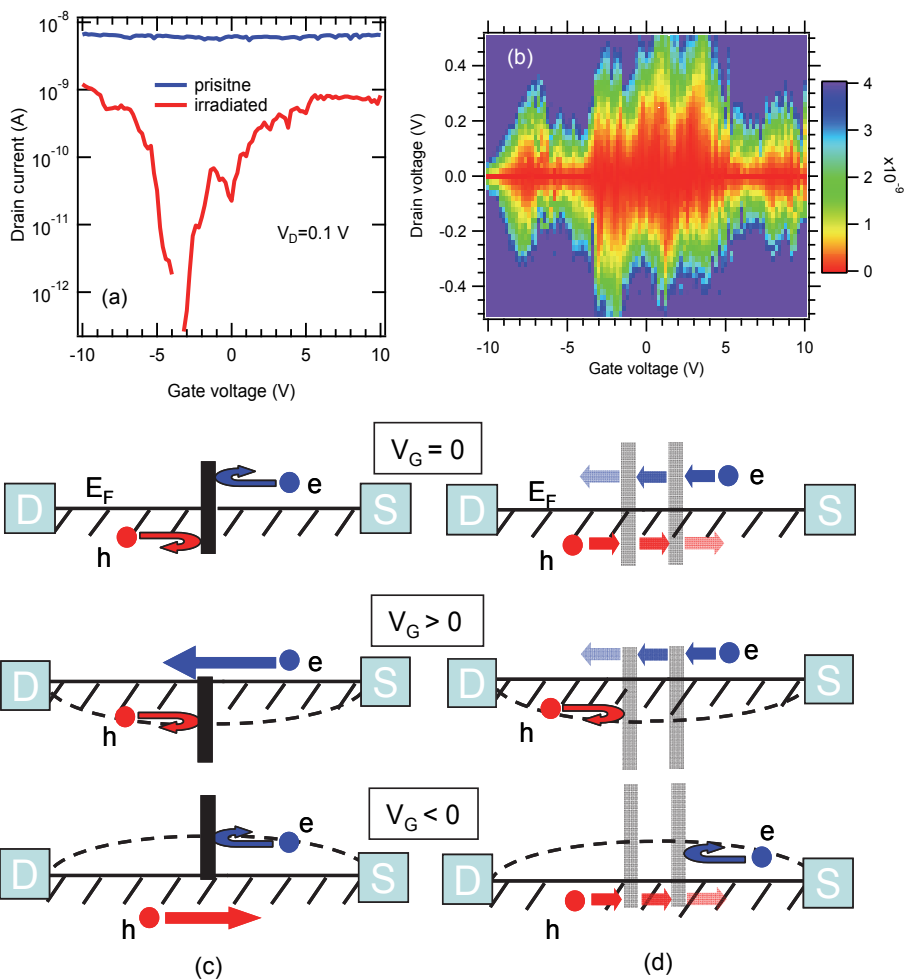 10⁻⁸
10⁻⁹
10⁻¹⁰
10⁻¹¹
10⁻¹²
Drain current (A)
prisitne
irradiated
V_D=0.1 V
(a)
-10 -5 0 5 10
Gate voltage (V)
(b)
0.4
0.2
0.0
-0.2
-0.4
Drain voltage (V)
-10 -5 0 5 10
Gate voltage (V)
4
3
2
1
0
x10⁻⁹
V_G = 0
D E_F e S
h
D E_F e S
h
V_G > 0
D e S
h
D e S
h
V_G < 0
D e S
h
D e S
h
(c)
(d)